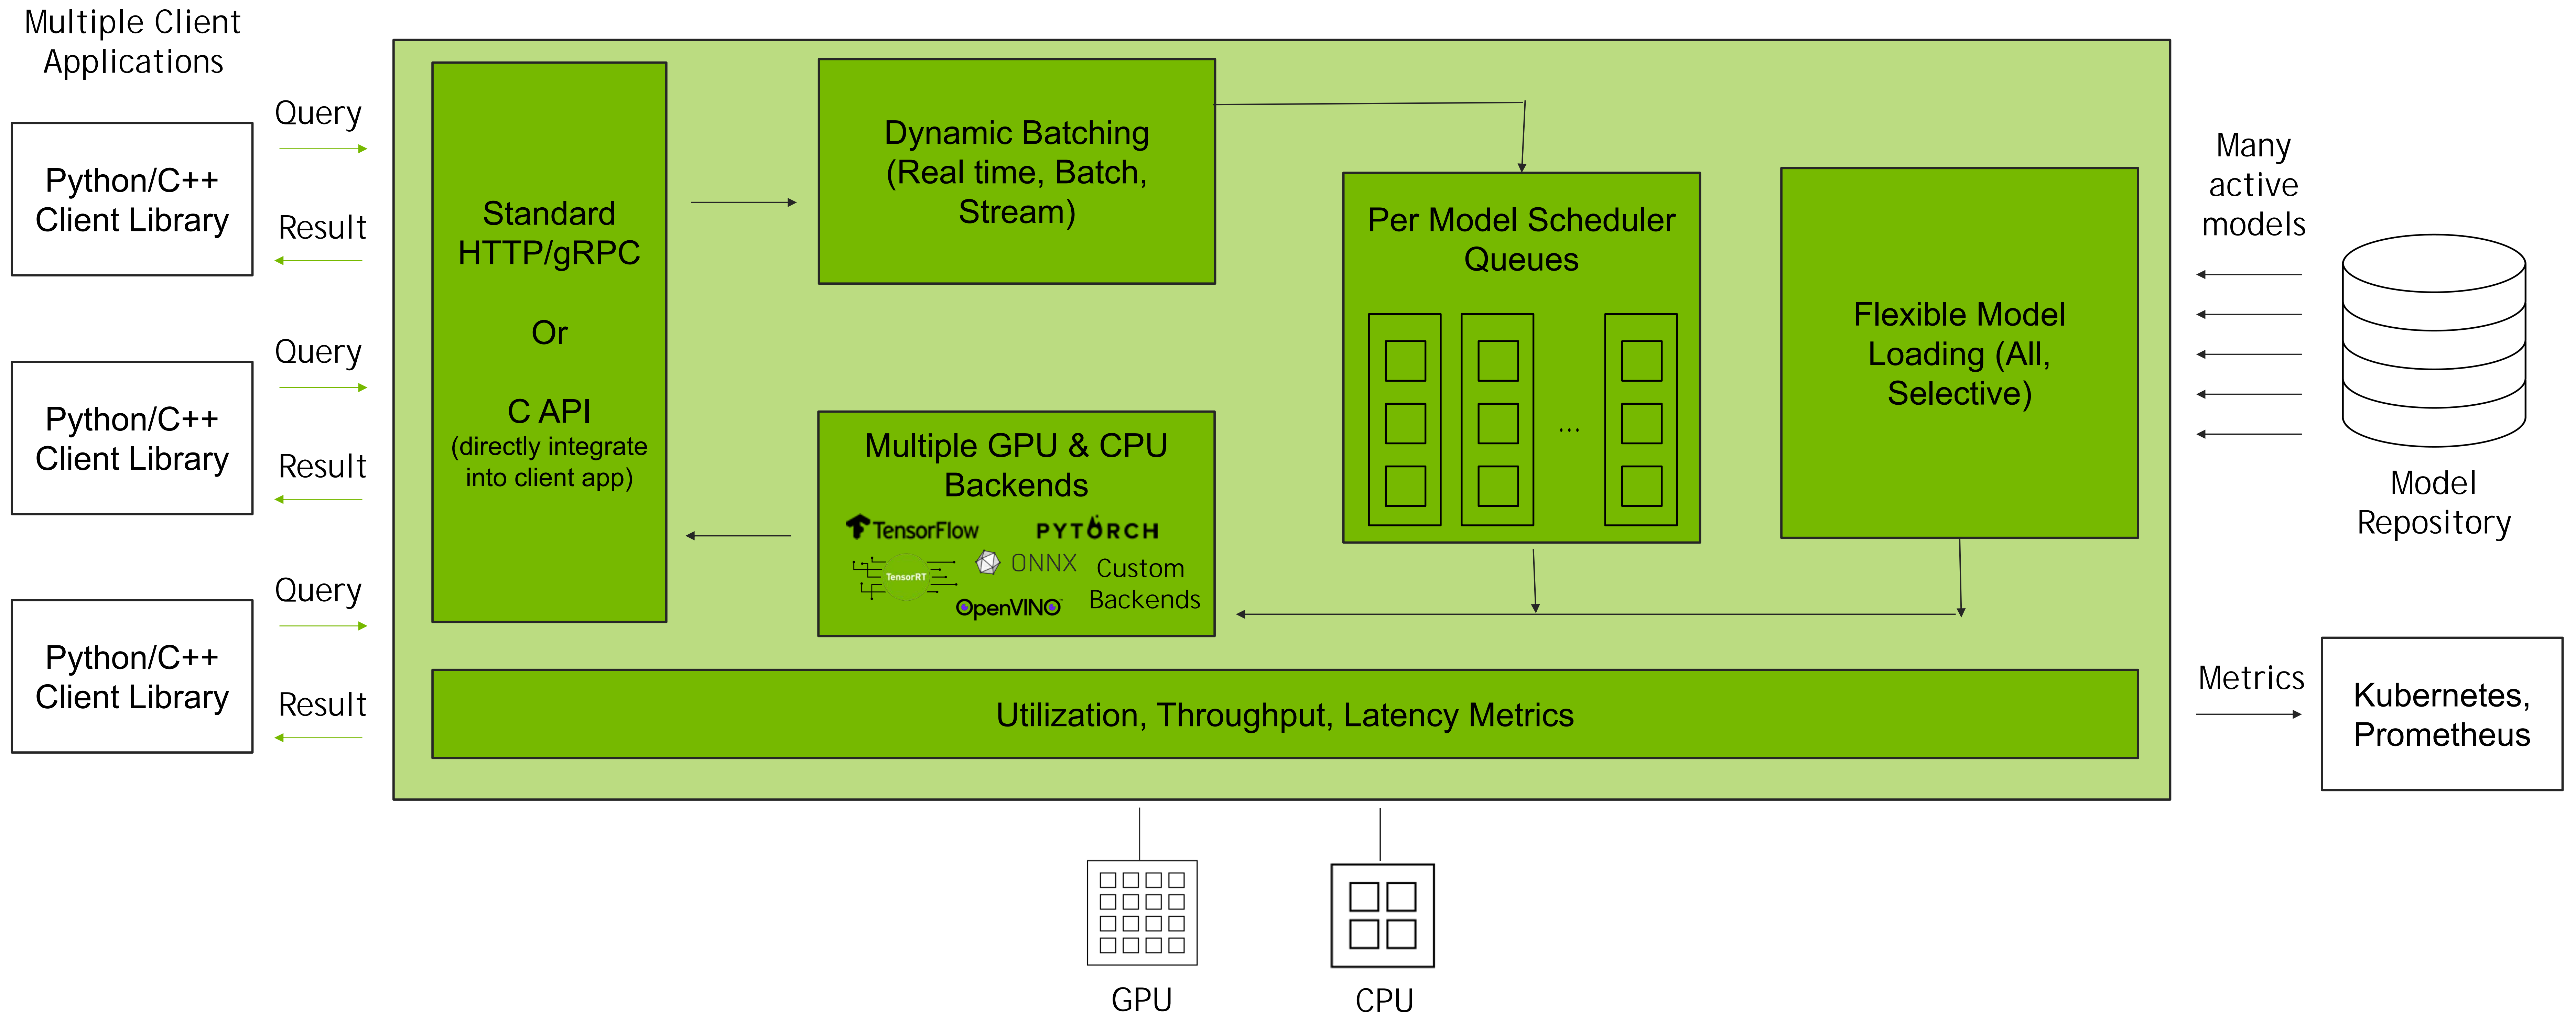 Multiple Client
Applications
Python/C++
Client Library
Query
Result
Python/C++
Client Library
Query
Result
Python/C++
Client Library
Query
Result
Standard
HTTP/gRPC
Or
C API
(directly integrate
into client app)
Dynamic Batching
(Real time, Batch,
Stream)
Multiple GPU & CPU
Backends
TensorFlow
PYTORCH
TensorRT
ONNX
OpenVINO
Custom
Backends
Per Model Scheduler
Queues
...
Flexible Model
Loading (All,
Selective)
Many
active
models
Model
Repository
Utilization, Throughput, Latency Metrics
Metrics
Kubernetes,
Prometheus
GPU
CPU